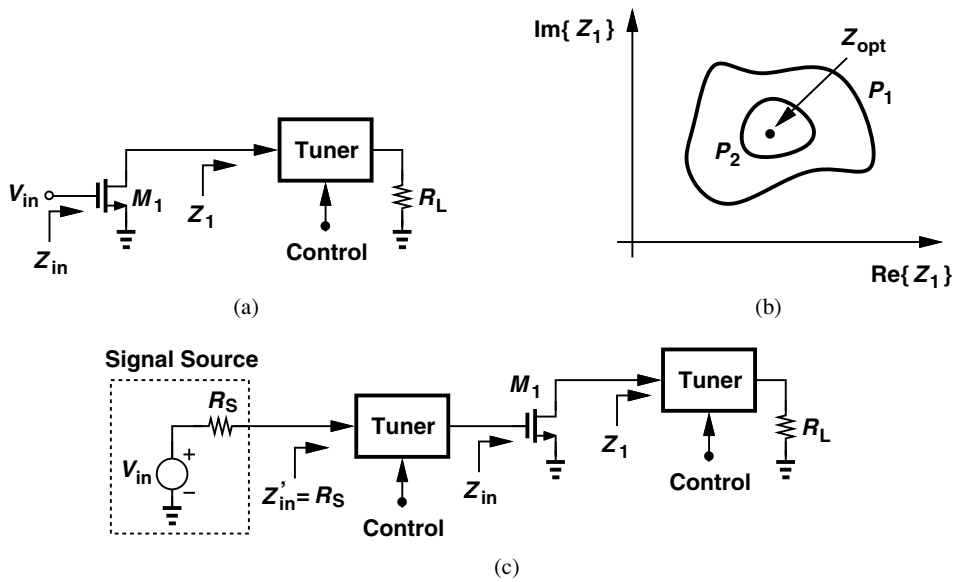 V_in
Z_in
M_1
Z_1
Tuner
Control
R_L
(a)
Im{ Z_1}
Z_opt
P_1
P_2
Re{ Z_1}
(b)
Signal Source
R_S
V_in
+
−
Z'_in = R_S
Tuner
Control
Z_in
M_1
Z_1
Tuner
Control
R_L
(c)